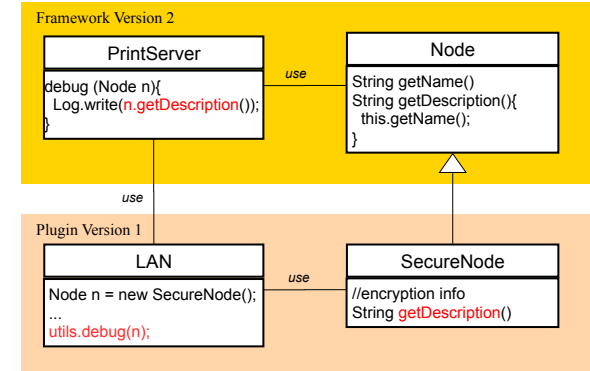 Framework Version 2
PrintServer
debug (Node n){
Log.write(n.getDescription());
}
use
Node
String getName()
String getDescription(){
this.getName();
}
use
Plugin Version 1
LAN
Node n = new SecureNode();
...
utils.debug(n);
use
SecureNode
//encryption info
String getDescription()